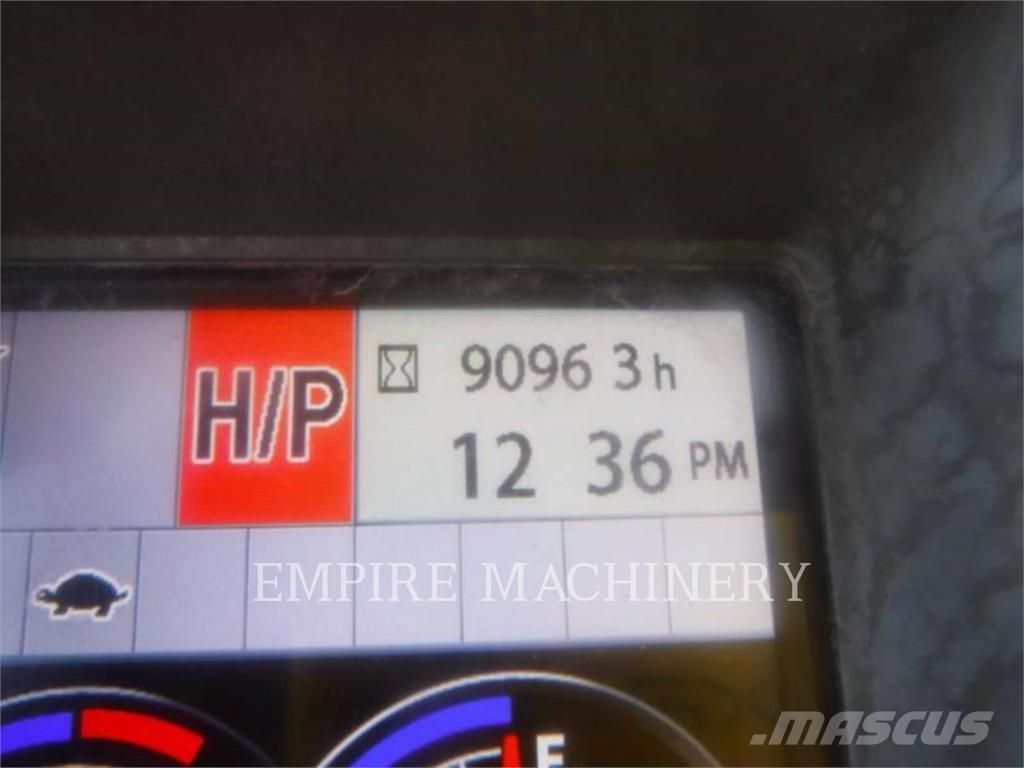 H/P
9096 3 h
12 36 PM
EMPIRE MACHINERY
F
MASCUS